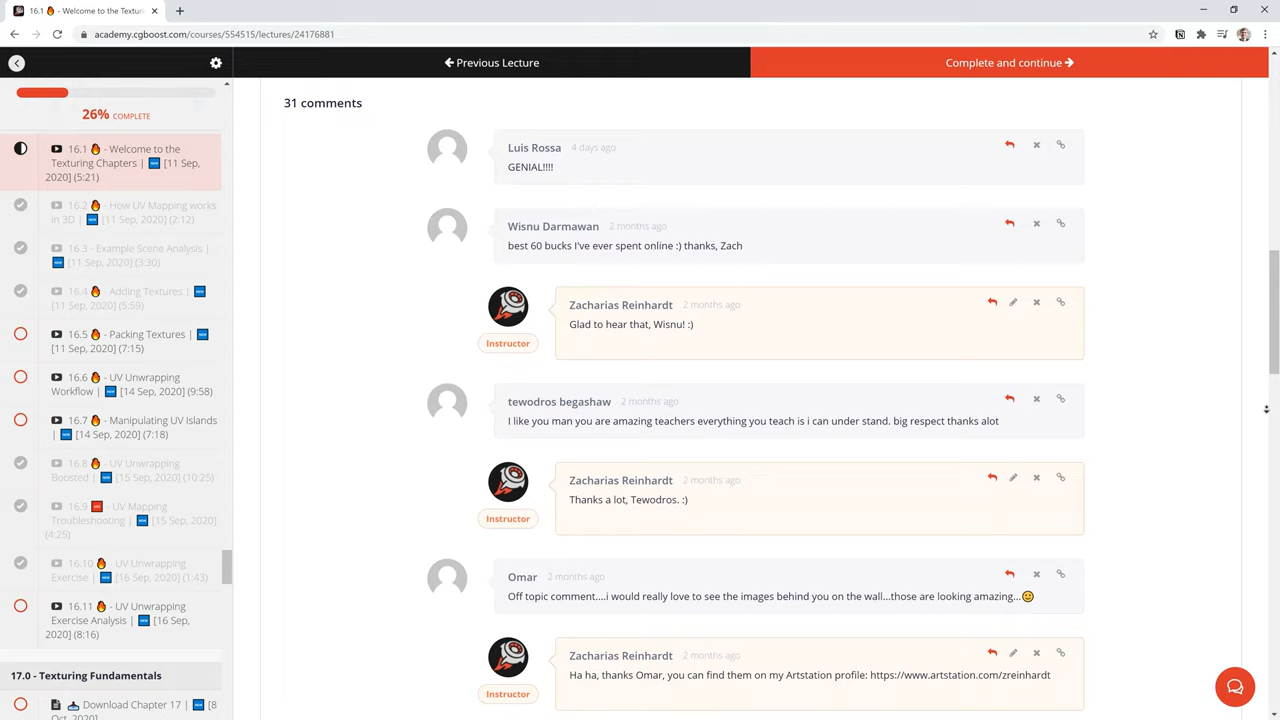 16.1 🔥 - Welcome to the Texturi
academy.cgboost.com/courses/554515/lectures/24176881
Previous Lecture
Complete and continue
26% COMPLETE
16.1 🔥 - Welcome to the
Texturing Chapters | [11 Sep,
2020] (5:21)
16.2 🔥 - How UV Mapping works
in 3D | [11 Sep, 2020] (2:12)
16.3 - Example Scene Analysis |
[11 Sep, 2020] (3:30)
16.4 🔥 - Adding Textures |
[11 Sep, 2020] (5:59)
16.5 🔥 - Packing Textures |
[11 Sep, 2020] (7:15)
16.6 🔥 - UV Unwrapping
Workflow | [14 Sep, 2020] (9:58)
16.7 🔥 - Manipulating UV Islands
| [14 Sep, 2020] (7:18)
16.8 🔥 - UV Unwrapping
Boosted | [15 Sep, 2020] (10:25)
16.9 - UV Mapping
Troubleshooting | [15 Sep, 2020]
(4:25)
16.10 🔥 - UV Unwrapping
Exercise | [16 Sep, 2020] (1:43)
16.11 🔥 - UV Unwrapping
Exercise Analysis | [16 Sep,
2020] (8:16)
17.0 - Texturing Fundamentals
Download Chapter 17 | [8
Oct, 2020]
31 comments
Luis Rossa 4 days ago
GENIAL!!!!
Wisnu Darmawan 2 months ago
best 60 bucks I've ever spent online :) thanks, Zach
Zacharias Reinhardt 2 months ago
Glad to hear that, Wisnu! :)
Instructor
tewodros begashaw 2 months ago
I like you man you are amazing teachers everything you teach is i can under stand. big respect thanks alot
Zacharias Reinhardt 2 months ago
Thanks a lot, Tewodros. :)
Instructor
Omar 2 months ago
Off topic comment....i would really love to see the images behind you on the wall...those are looking amazing...🙂
Zacharias Reinhardt 2 months ago
Ha ha, thanks Omar, you can find them on my Artstation profile: https://www.artstation.com/zreinhardt
Instructor